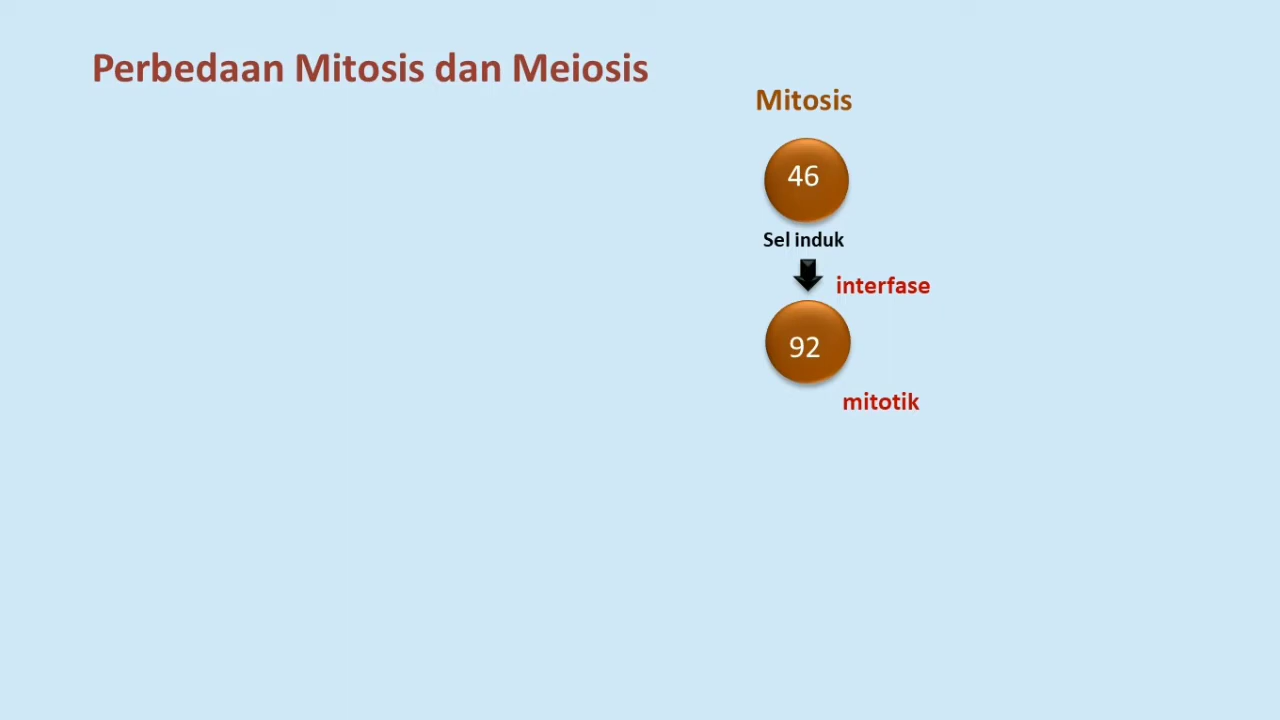 Perbedaan Mitosis dan Meiosis
Mitosis
46
Sel induk
interfase
92
mitotik